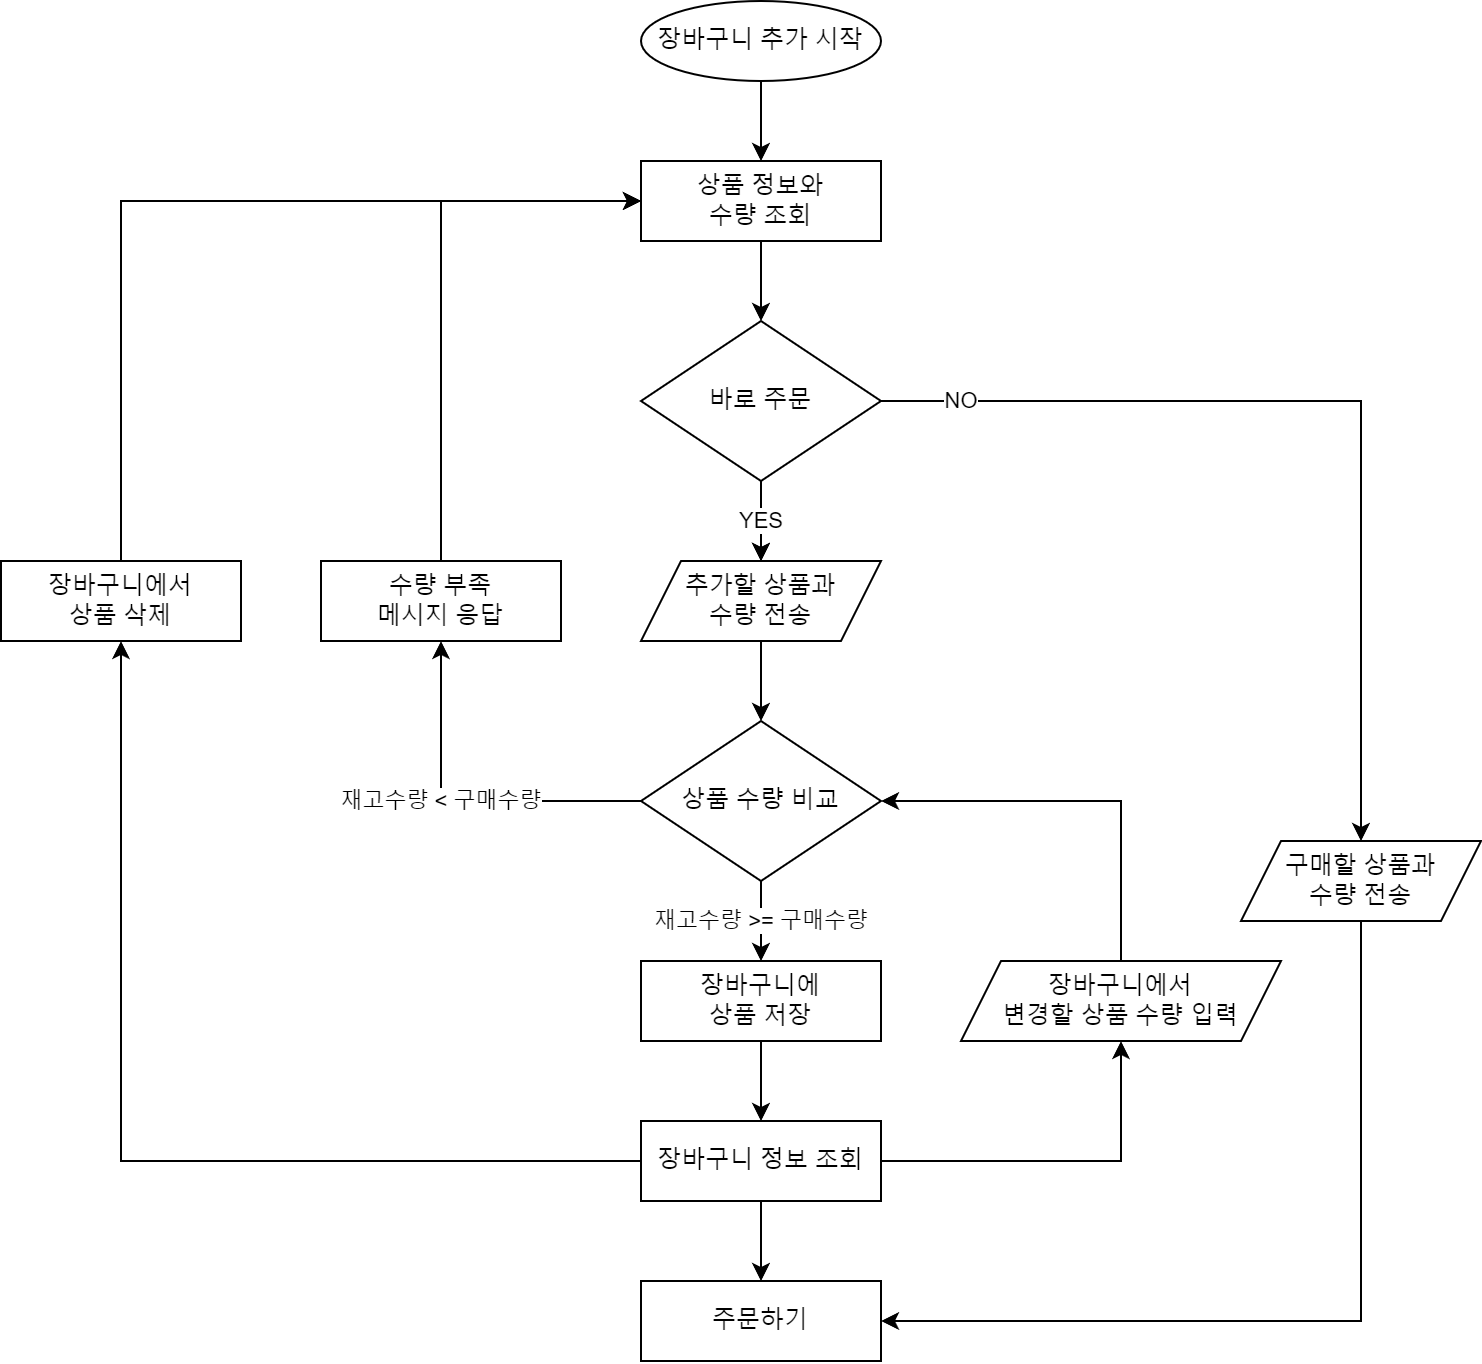 장바구니 추가 시작
상품 정보와
수량 조회
바로 주문
NO
YES
장바구니에서
상품 삭제
수량 부족
메시지 응답
추가할 상품과
수량 전송
재고수량 < 구매수량
상품 수량 비교
구매할 상품과
수량 전송
재고수량 >= 구매수량
장바구니에
상품 저장
장바구니에서
변경할 상품 수량 입력
장바구니 정보 조회
주문하기